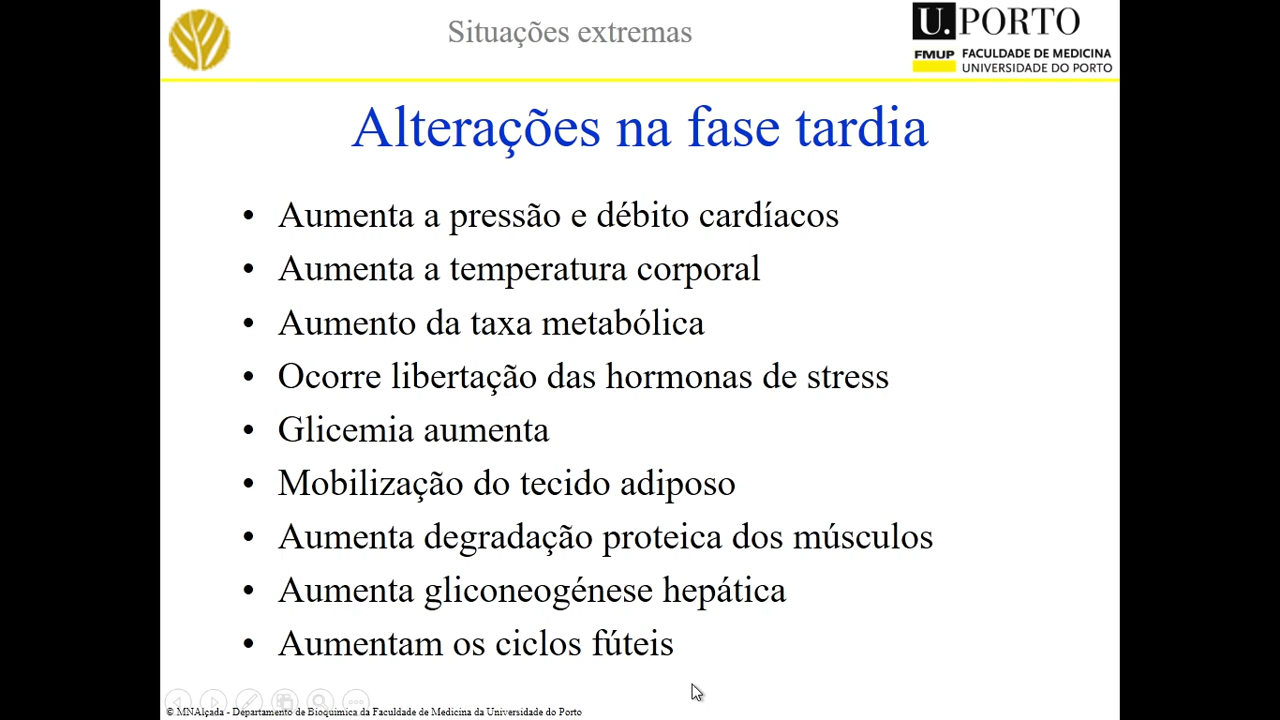 Situações extremas
U.PORTO
FMUP FACULDADE DE MEDICINA
UNIVERSIDADE DO PORTO
Alterações na fase tardia
• Aumenta a pressão e débito cardíacos
• Aumenta a temperatura corporal
• Aumento da taxa metabólica
• Ocorre libertação das hormonas de stress
• Glicemia aumenta
• Mobilização do tecido adiposo
• Aumenta degradação proteica dos músculos
• Aumenta gliconeogénese hepática
• Aumentam os ciclos fúteis
© MNAlçada - Departamento de Bioquímica da Faculdade de Medicina da Universidade do Porto